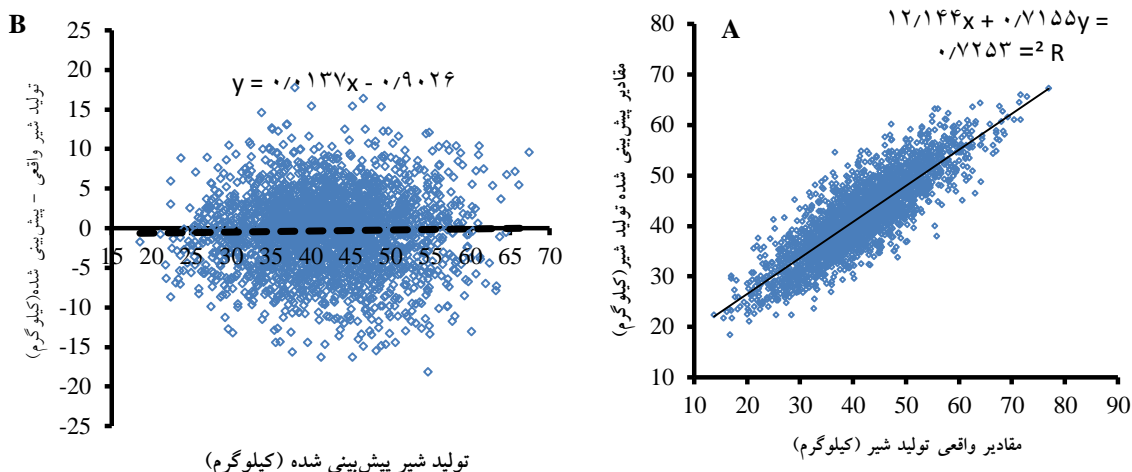 B
y = ۰/۰۱۳۷x - ۰/۹۰۲۶
تولید شیر واقعی – پیش‌بینی شده(کیلوگرم)
25
20
15
10
5
0
-5
-10
-15
-20
-25
15 20 25 30 35 40 45 50 55 60 65 70
تولید شیر پیش‌بینی شده (کیلوگرم)
A
۱۲/۱۴۴x + ۰/۷۱۵۵y =
۰/۷۲۵۳ =² R
مقادیر پیش‌بینی شده تولید شیر(کیلوگرم)
80
70
60
50
40
30
20
10
10 20 30 40 50 60 70 80 90
مقادیر واقعی تولید شیر (کیلوگرم)